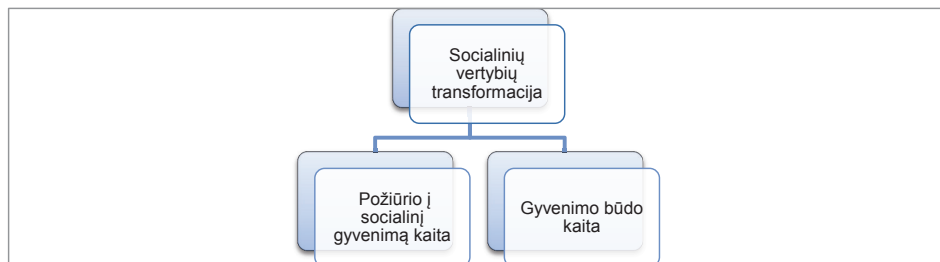 Socialinių
vertybių
transformacija
Požiūrio į
socialinį
gyvenimą kaita
Gyvenimo būdo
kaita